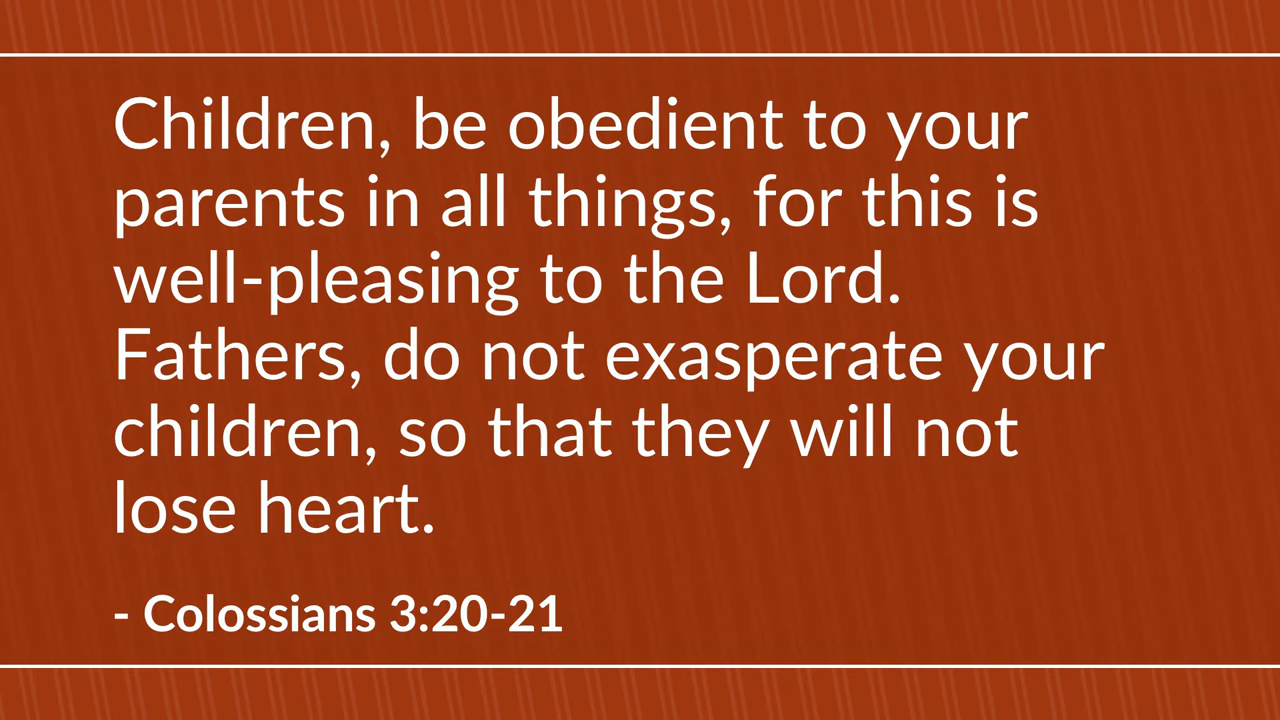 Children, be obedient to your
parents in all things, for this is
well-pleasing to the Lord.
Fathers, do not exasperate your
children, so that they will not
lose heart.
- Colossians 3:20-21